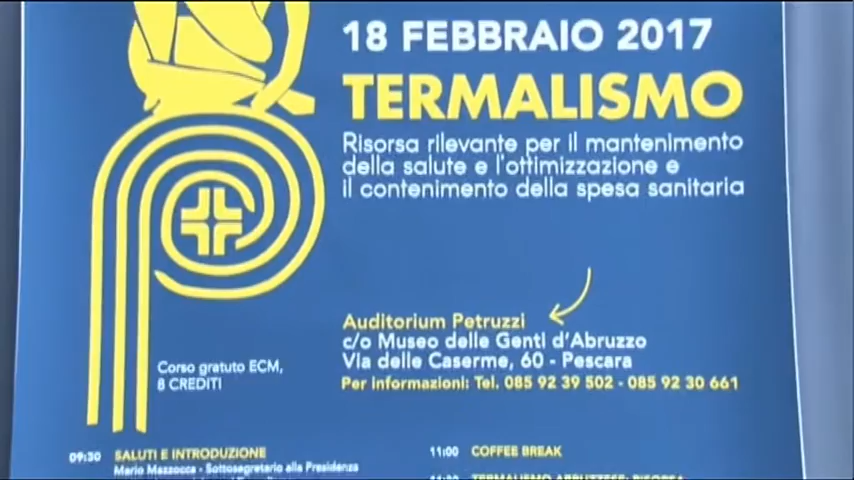 18 FEBBRAIO 2017
TERMALISMO
Risorsa rilevante per il mantenimento
della salute e l'ottimizzazione e
il contenimento della spesa sanitaria
Auditorium Petruzzi
c/o Museo delle Genti d'Abruzzo
Via delle Caserme, 60 - Pescara
Per informazioni: Tel. 085 92 39 502 - 085 92 30 661
Corso gratuto ECM,
8 CREDITI
09:30 SALUTI E INTRODUZIONE
Mario Mazzocca - Sottosegretario alla Presidenza
11:00 COFFEE BREAK
TERMALISMO ABRUZZESE: RISORSA